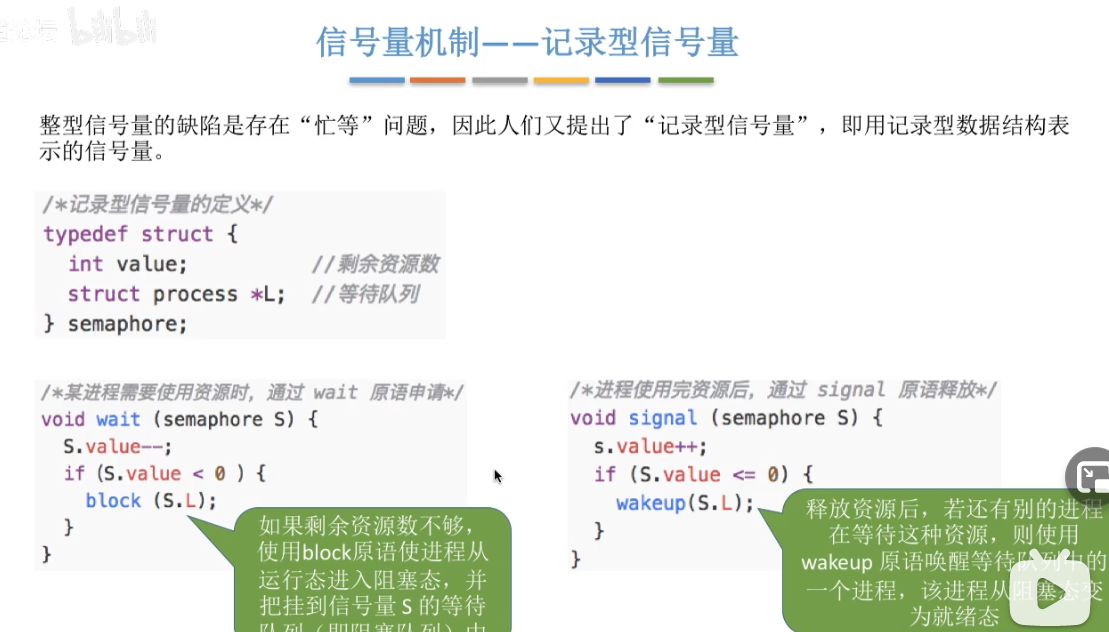 bilibili
信号量机制——记录型信号量
整型信号量的缺陷是存在“忙等”问题，因此人们又提出了“记录型信号量”，即用记录型数据结构表
示的信号量。
/*记录型信号量的定义*/
typedef struct {
int value; //剩余资源数
struct process *L; //等待队列
} semaphore;
/*某进程需要使用资源时，通过 wait 原语申请*/
void wait (semaphore S) {
S.value--;
if (S.value < 0 ) {
block (S.L);
}
}
如果剩余资源数不够，
使用block原语使进程从
运行态进入阻塞态，并
把挂到信号量 S 的等待
队列（即阻塞队列）中
/*进程使用完资源后，通过 signal 原语释放*/
void signal (semaphore S) {
s.value++;
if (S.value <= 0) {
wakeup(S.L);
}
}
释放资源后，若还有别的进程
在等待这种资源，则使用
wakeup 原语唤醒等待队列中的
一个进程，该进程从阻塞态变
为就绪态